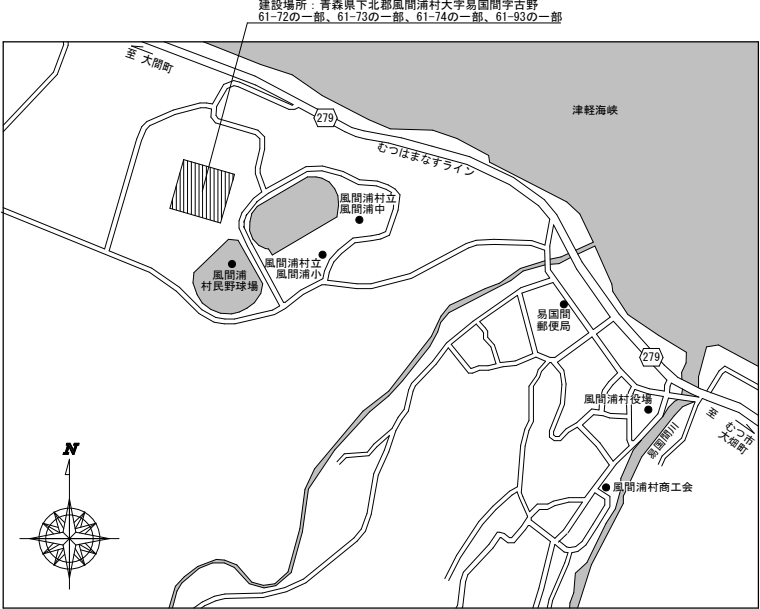 建設場所：青森県下北郡風間浦村大字易国間字古野
61-72の一部、61-73の一部、61-74の一部、61-93の一部
至 大間町
279
津軽海峡
むつはまなすライン
風間浦村立
風間浦中
風間浦村立
風間浦小
風間浦
村民野球場
易国間
郵便局
279
風間浦村役場
至 むつ市
大畑町
易国間川
風間浦村商工会
N